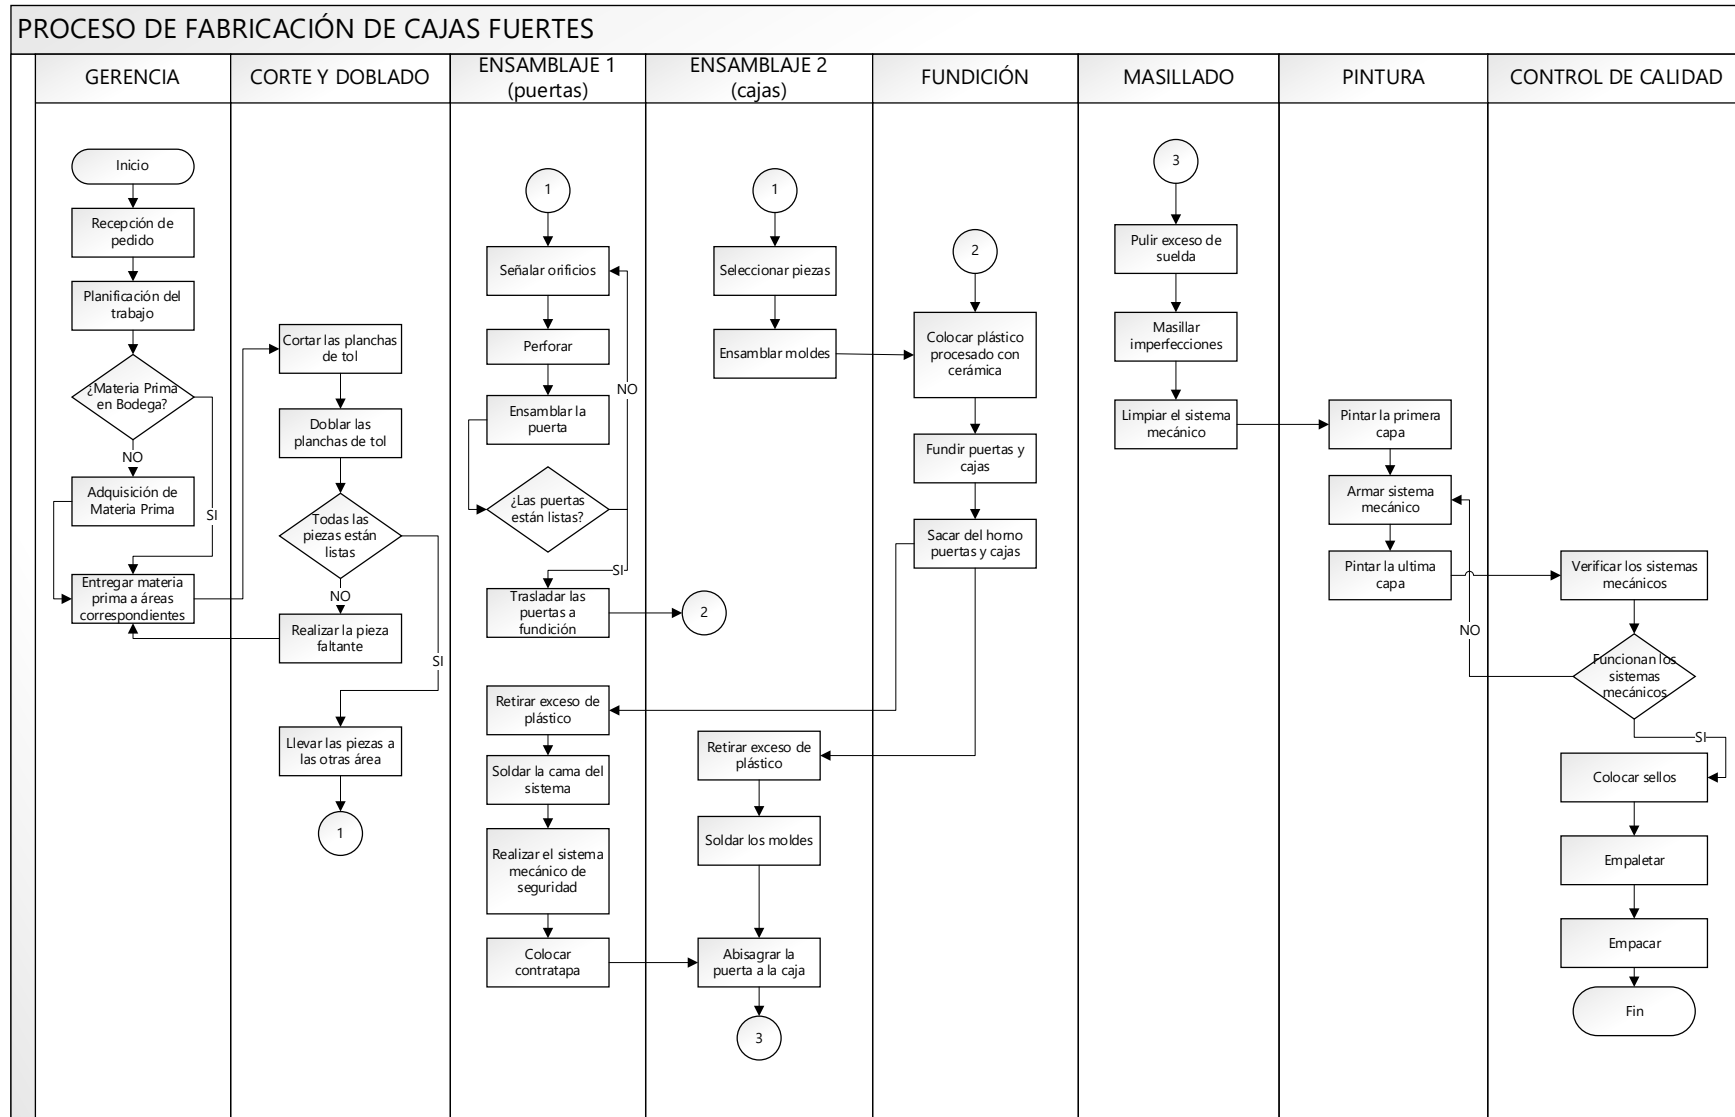 PROCESO DE FABRICACIÓN DE CAJAS FUERTES
GERENCIA
CORTE Y DOBLADO
ENSAMBLAJE 1
(puertas)
ENSAMBLAJE 2
(cajas)
FUNDICIÓN
MASILLADO
PINTURA
CONTROL DE CALIDAD
Inicio
Recepción de
pedido
Planificación del
trabajo
¿Materia Prima
en Bodega?
NO
SI
Adquisición de
Materia Prima
Entregar materia
prima a áreas
correspondientes
Cortar las planchas
de tol
Doblar las
planchas de tol
Todas las
piezas están
listas
NO
SI
Realizar la pieza
faltante
Llevar las piezas a
las otras área
1
1
Señalar orificios
Perforar
Ensamblar la
puerta
NO
¿Las puertas
están listas?
SI
Trasladar las
puertas a
fundición
2
Retirar exceso de
plástico
Soldar la cama del
sistema
Realizar el sistema
mecánico de
seguridad
Colocar
contratapa
1
Seleccionar piezas
Ensamblar moldes
Retirar exceso de
plástico
Soldar los moldes
Abisagrar la
puerta a la caja
3
2
Colocar plástico
procesado con
cerámica
Fundir puertas y
cajas
Sacar del horno
puertas y cajas
3
Pulir exceso de
suelda
Masillar
imperfecciones
Limpiar el sistema
mecánico
Pintar la primera
capa
Armar sistema
mecánico
Pintar la ultima
capa
NO
Verificar los sistemas
mecánicos
Funcionan los
sistemas
mecánicos
SI
Colocar sellos
Empaletar
Empacar
Fin